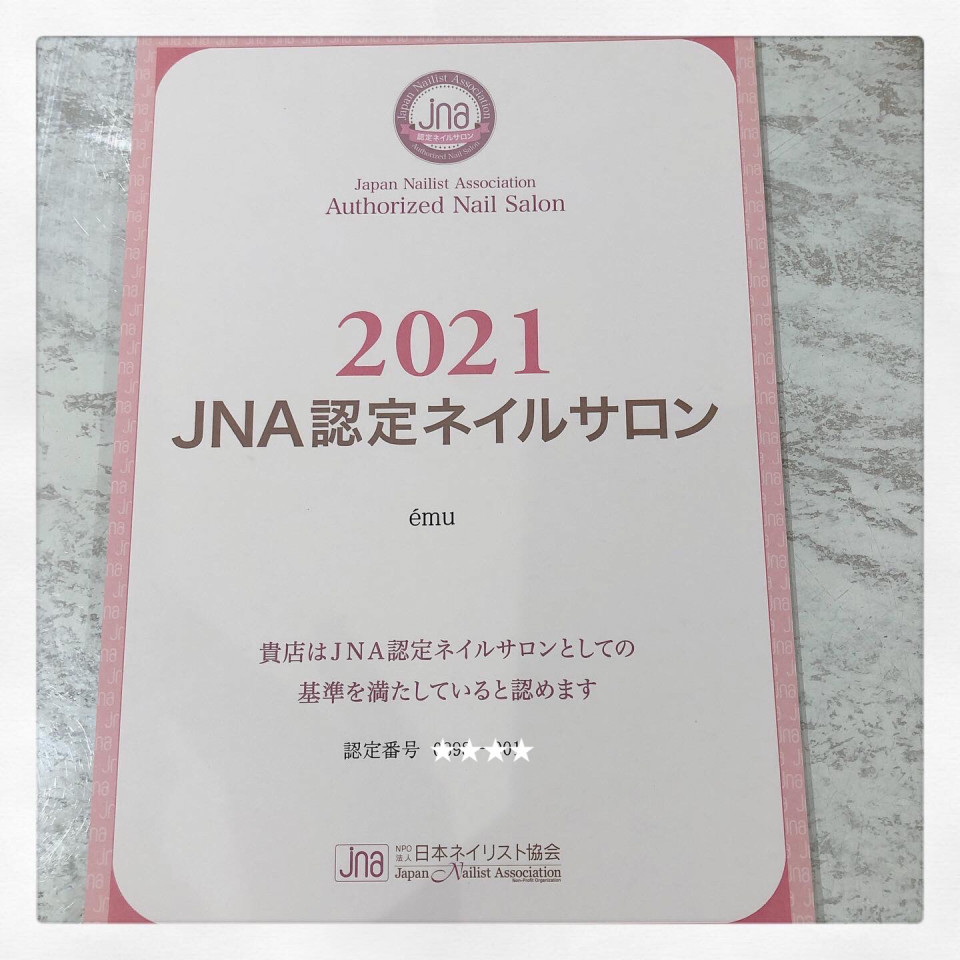 Japan Nailist Association
jna
認定ネイルサロン
Authorized Nail Salon
Japan Nailist Association
Authorized Nail Salon
2021
JNA認定ネイルサロン
ému
貴店はJNA認定ネイルサロンとしての
基準を満たしていると認めます
認定番号
jna
NPO
法人
日本ネイリスト協会
Japan Nailist Association
Non-Profit Organization